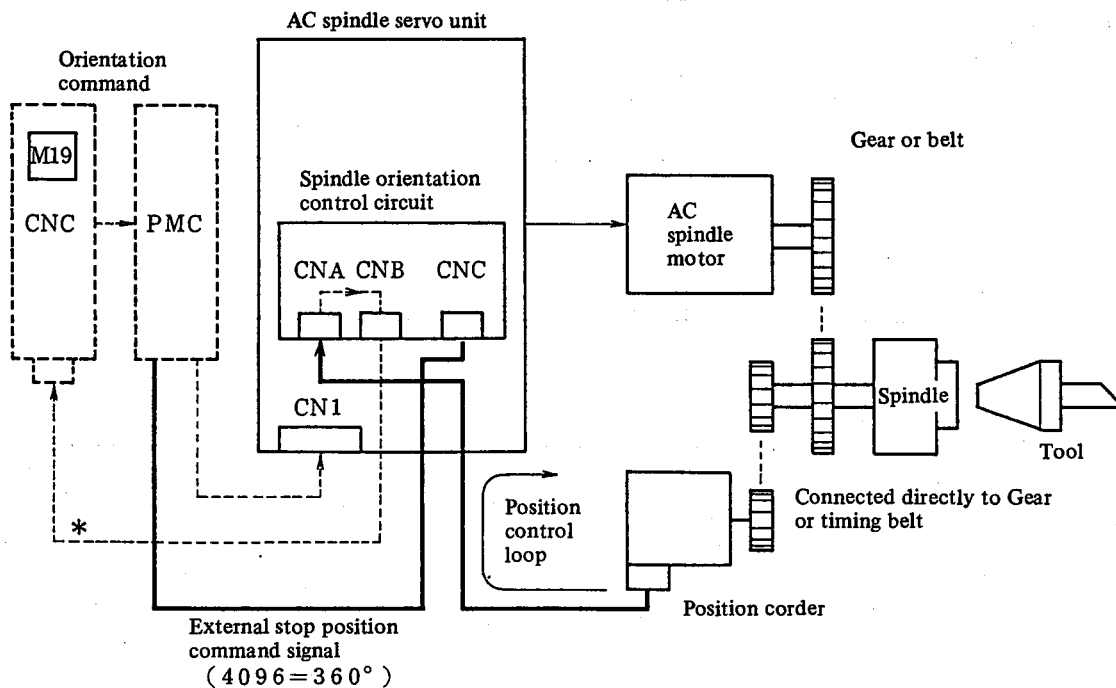 AC spindle servo unit
Orientation
command
M19
CNC
PMC
Spindle orientation
control circuit
CNA
CNB
CNC
CN1
AC
spindle
motor
Gear or belt
Spindle
Tool
Connected directly to Gear
or timing belt
Position
control
loop
Position corder
*
External stop position
command signal
(4096=360°)